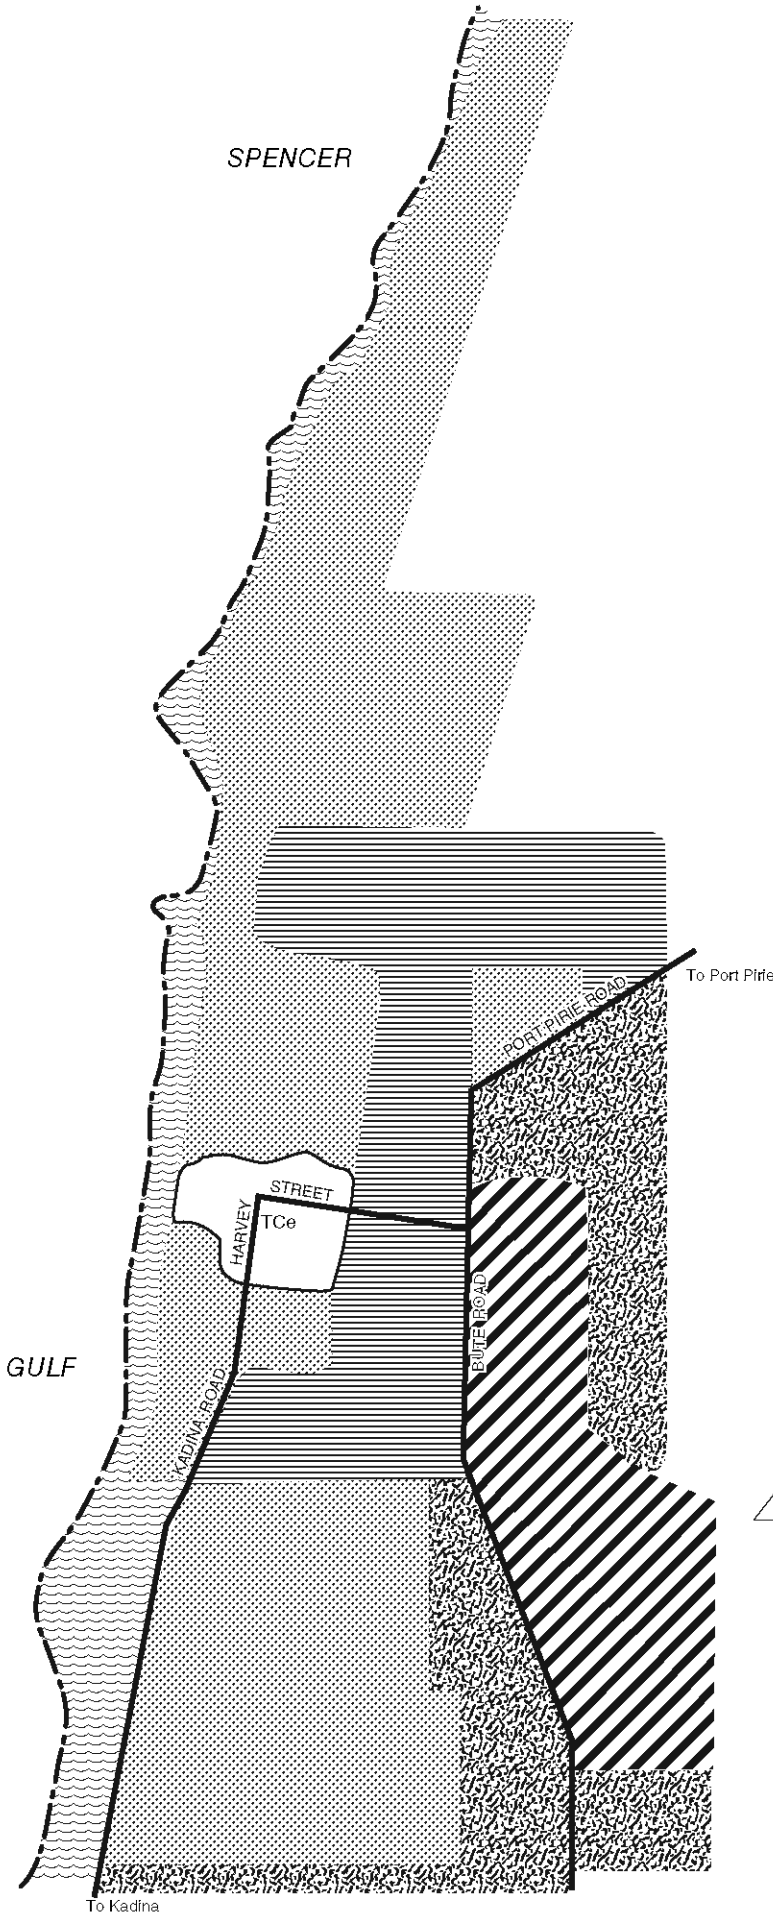 SPENCER
To Port Pirie
PORT PIRIE ROAD
STREET
HARVEY
TCe
BUTE ROAD
GULF
KADINA ROAD
To Kadina